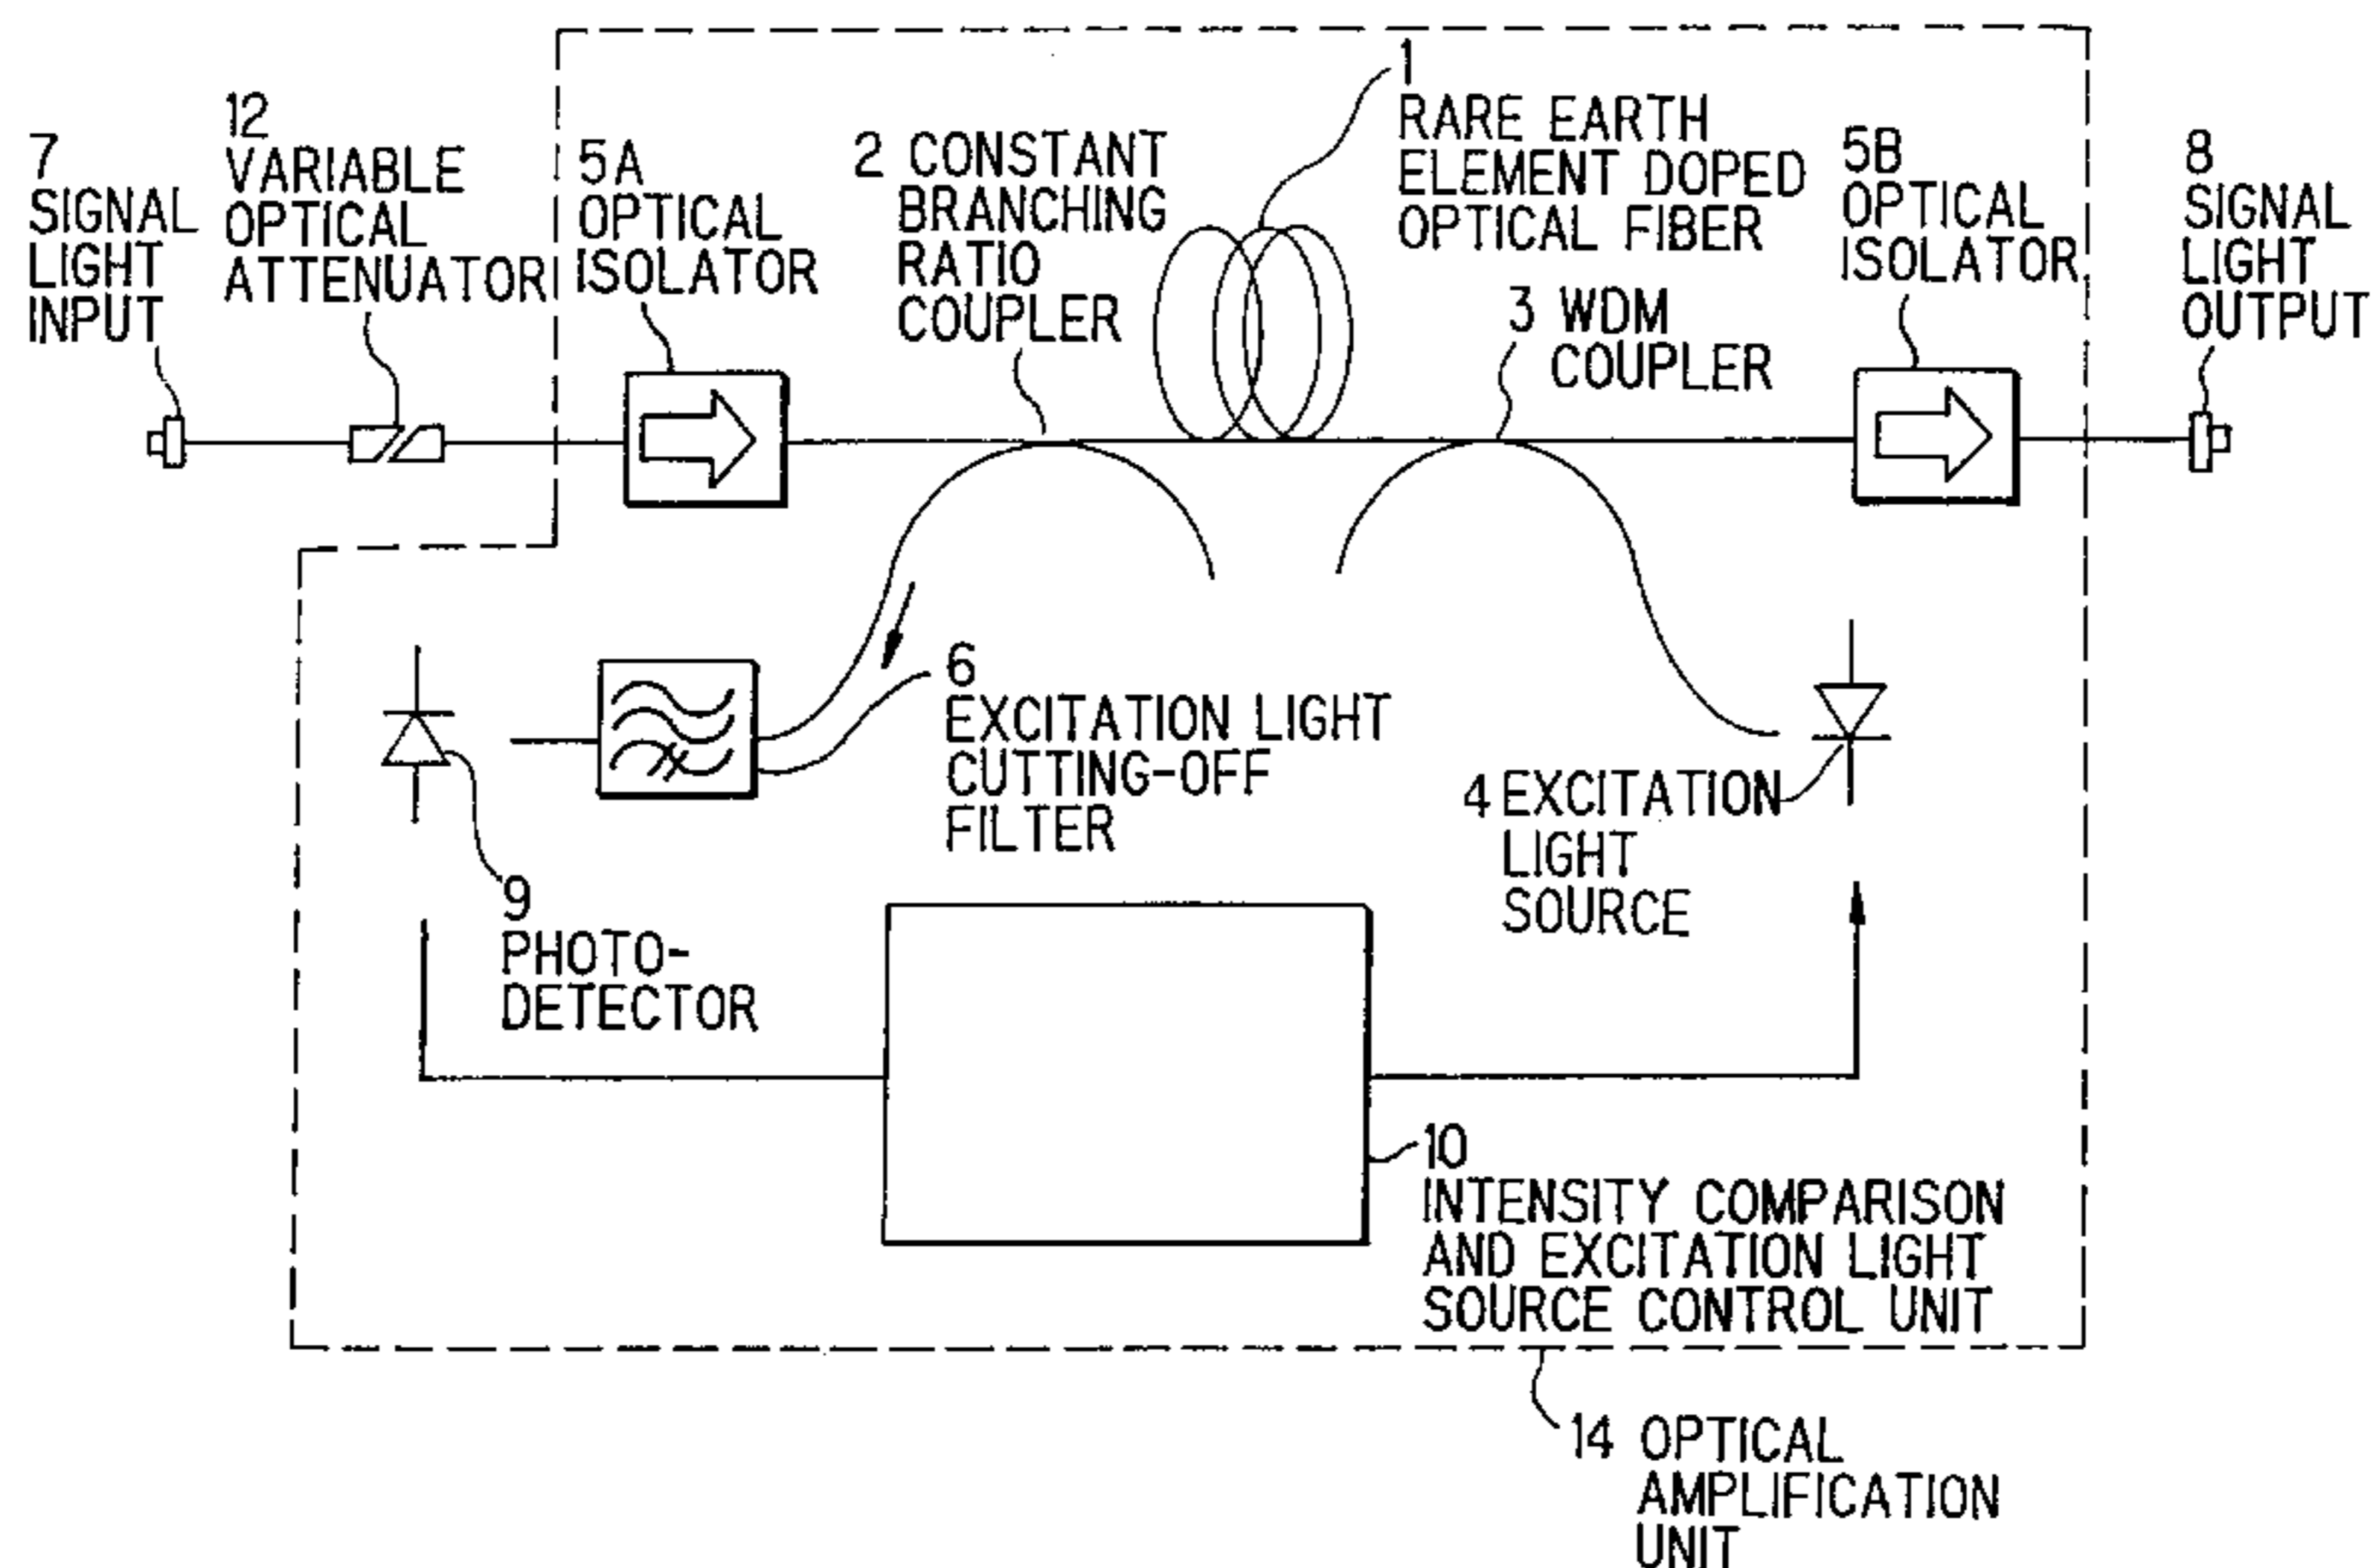 7
SIGNAL
LIGHT
INPUT
12
VARIABLE
OPTICAL
ATTENUATOR
5A
OPTICAL
ISOLATOR
2 CONSTANT
BRANCHING
RATIO
COUPLER
1
RARE EARTH
ELEMENT DOPED
OPTICAL FIBER
3 WDM
COUPLER
5B
OPTICAL
ISOLATOR
8
SIGNAL
LIGHT
OUTPUT
6
EXCITATION LIGHT
CUTTING-OFF
FILTER
4 EXCITATION
LIGHT
SOURCE
9
PHOTO-
DETECTOR
10
INTENSITY COMPARISON
AND EXCITATION LIGHT
SOURCE CONTROL UNIT
14 OPTICAL
AMPLIFICATION
UNIT